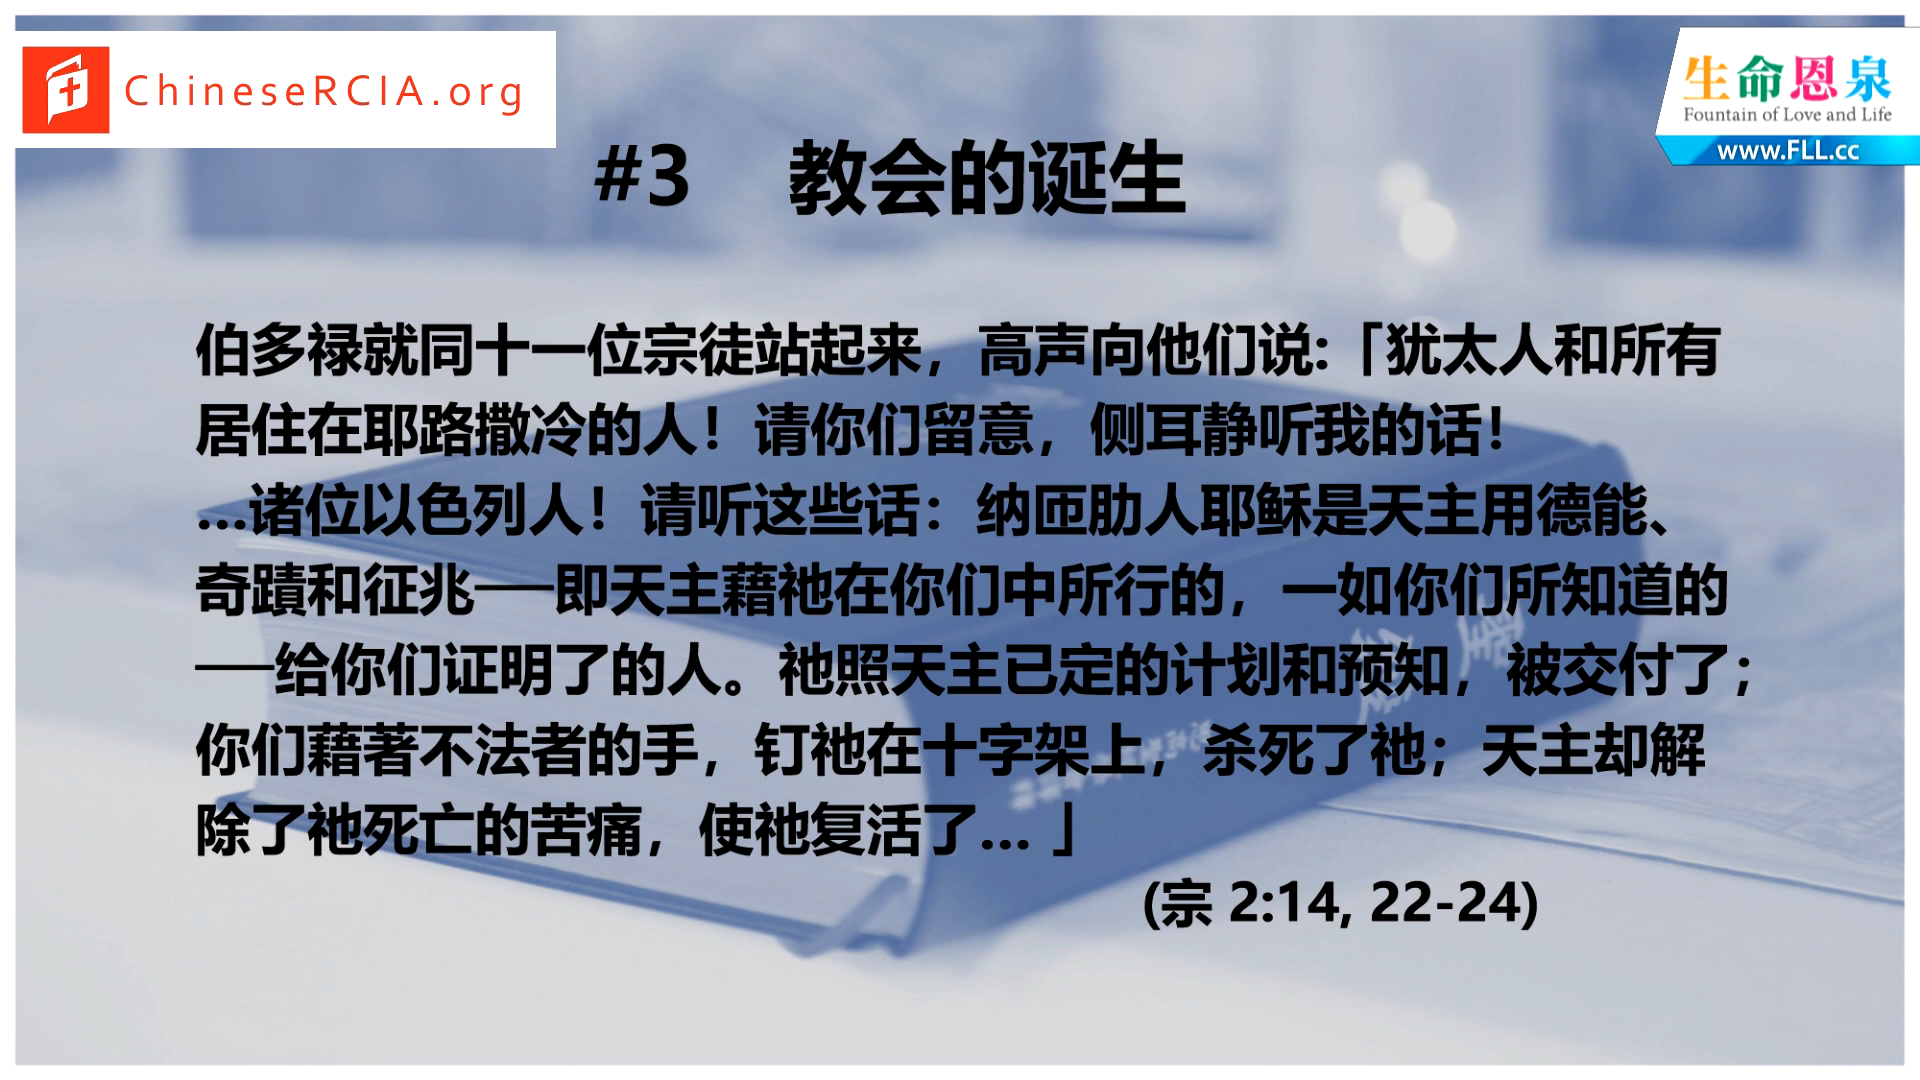 ChineseRCIA.org
生命恩泉
Fountain of Love and Life
www.FLL.cc
#3 教会的诞生
伯多禄就同十一位宗徒站起来，高声向他们说:「犹太人和所有
居住在耶路撒冷的人！请你们留意，侧耳静听我的话！
…诸位以色列人！请听这些话：纳匝肋人耶稣是天主用德能、
奇蹟和征兆──即天主藉祂在你们中所行的，一如你们所知道的
──给你们证明了的人。祂照天主已定的计划和预知，被交付了；
你们藉著不法者的手，钉祂在十字架上，杀死了祂；天主却解
除了祂死亡的苦痛，使祂复活了… 」
(宗 2:14, 22-24)
聖經